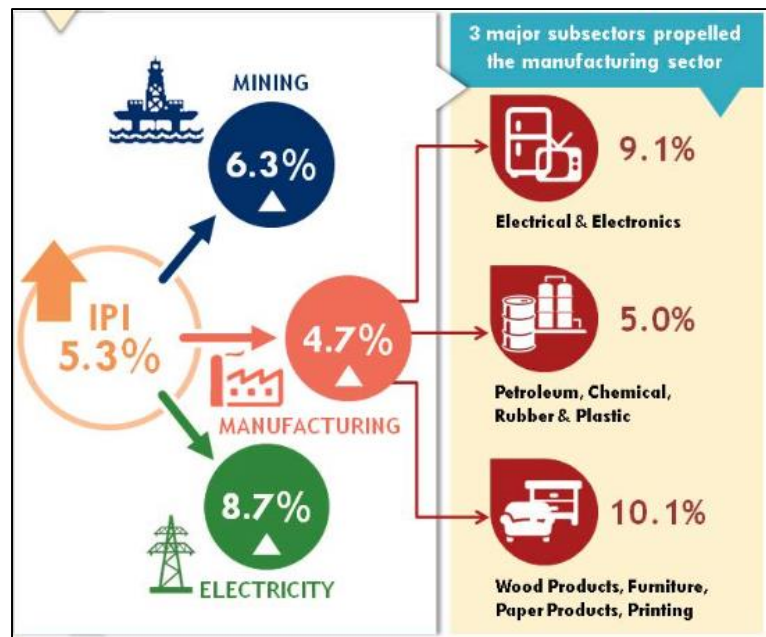 3 major subsectors propelled
the manufacturing sector
MINING
6.3%
IPI
5.3%
4.7%
MANUFACTURING
8.7%
ELECTRICITY
9.1%
Electrical & Electronics
5.0%
Petroleum, Chemical,
Rubber & Plastic
10.1%
Wood Products, Furniture,
Paper Products, Printing